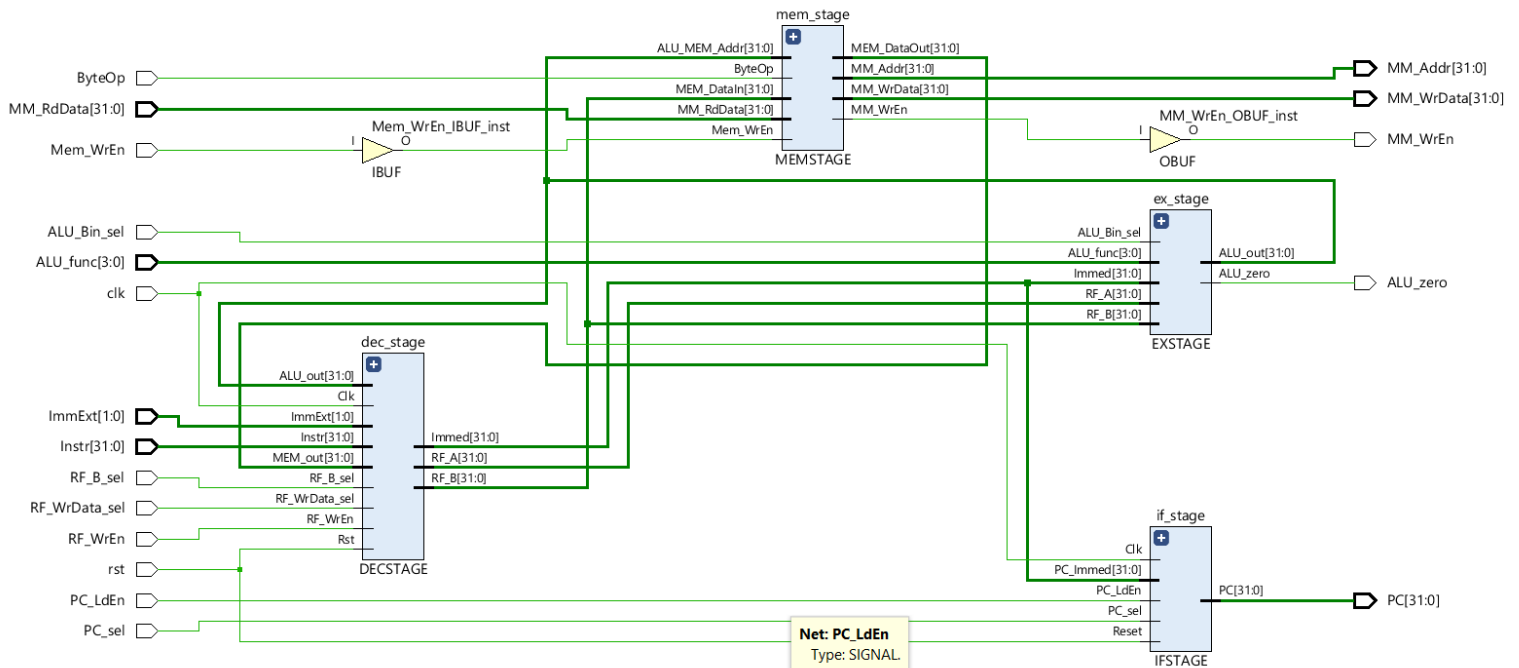 mem_stage
ALU_MEM_Addr[31:0]
MEM_DataOut[31:0]
ByteOp
ByteOp
MM_Addr[31:0]
MM_Addr[31:0]
MEM_DataIn[31:0]
MM_WrData[31:0]
MM_WrData[31:0]
MM_RdData[31:0]
MM_RdData[31:0]
MM_WrEn
Mem_WrEn_IBUF_inst
MM_WrEn_OBUF_inst
Mem_WrEn
I
O
Mem_WrEn
I
O
MM_WrEn
IBUF
MEMSTAGE
OBUF
ex_stage
ALU_Bin_sel
ALU_Bin_sel
ALU_func[3:0]
ALU_func[3:0]
ALU_out[31:0]
clk
Immed[31:0]
ALU_zero
ALU_zero
RF_A[31:0]
RF_B[31:0]
EXSTAGE
dec_stage
ALU_out[31:0]
Clk
ImmExt[1:0]
ImmExt[1:0]
Instr[31:0]
Instr[31:0]
Immed[31:0]
MEM_out[31:0]
RF_A[31:0]
RF_B_sel
RF_B_sel
RF_B[31:0]
RF_WrData_sel
RF_WrData_sel
RF_WrEn
RF_WrEn
Rst
rst
DECSTAGE
if_stage
Clk
PC_Immed[31:0]
PC_LdEn
PC_LdEn
PC[31:0]
PC[31:0]
PC_sel
PC_sel
Reset
IFSTAGE
Net: PC_LdEn
Type: SIGNAL.